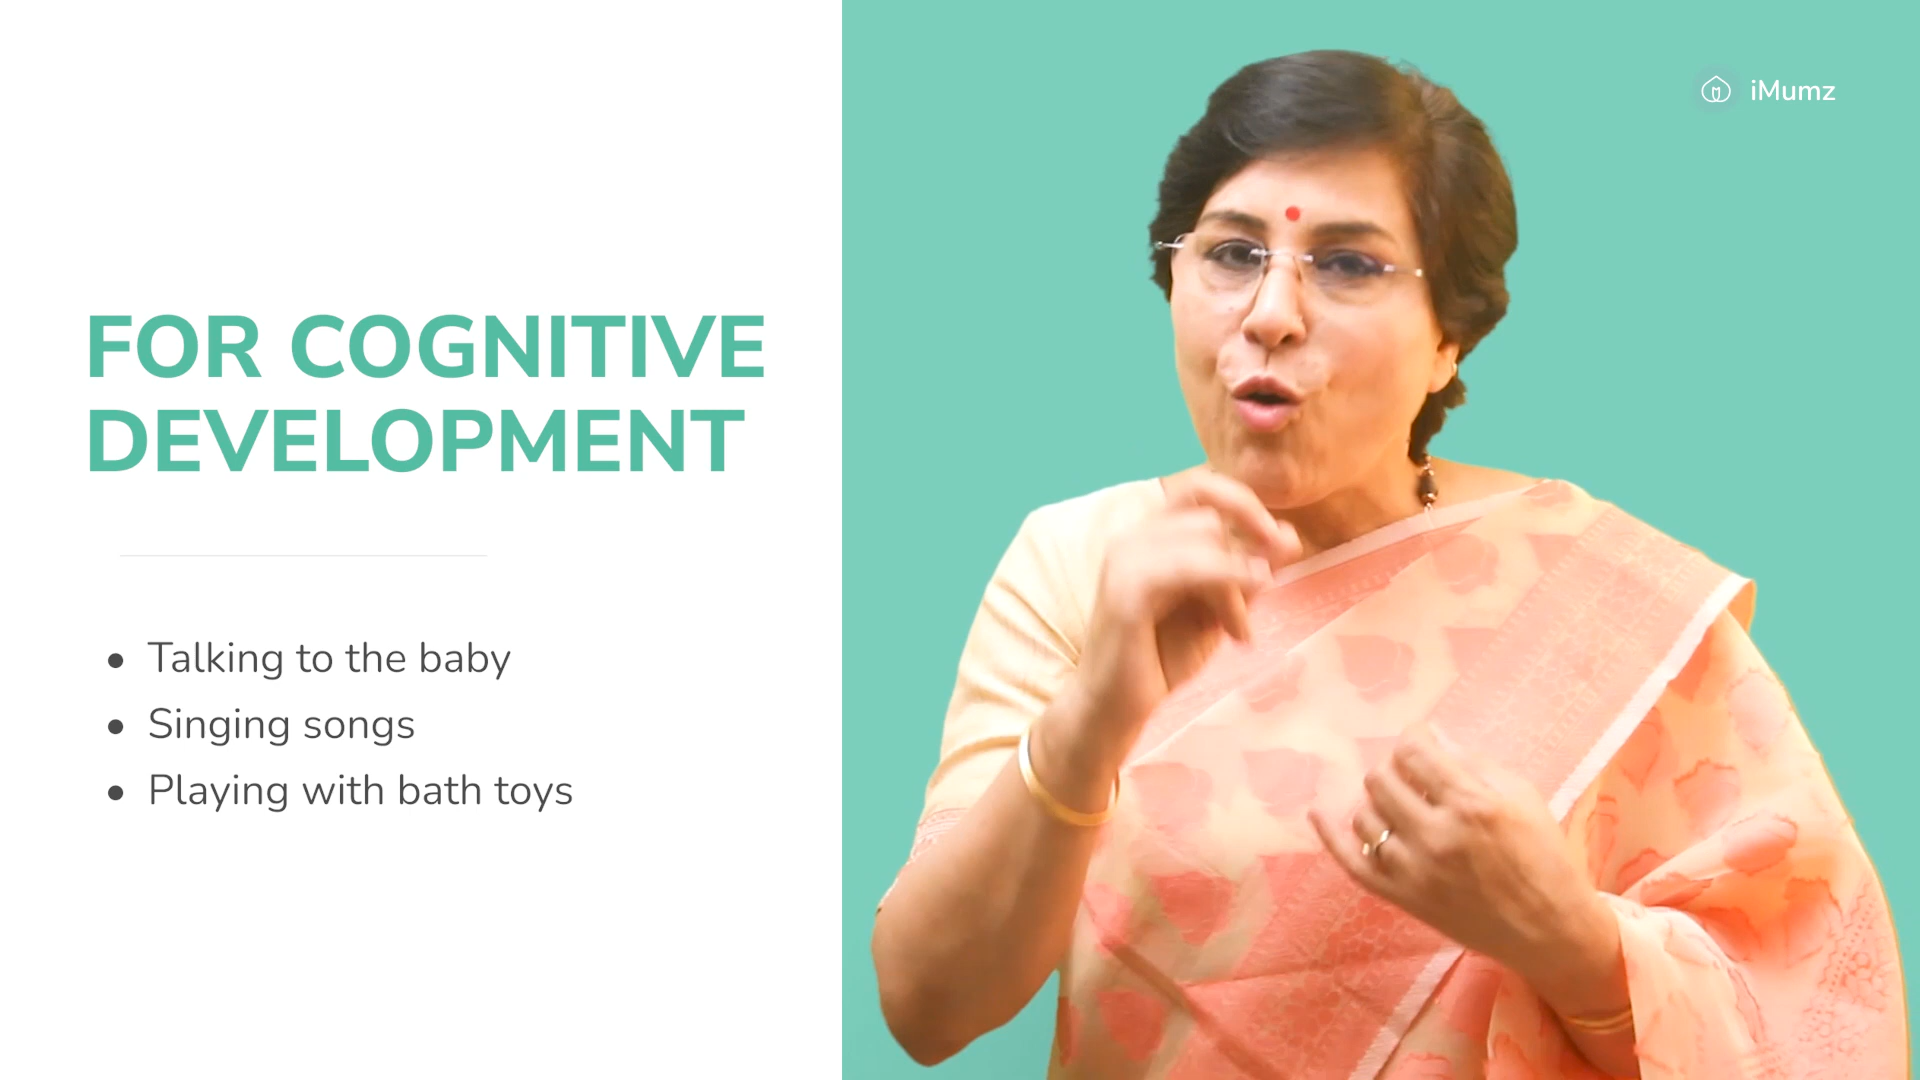 iMumz
FOR COGNITIVE
DEVELOPMENT
• Talking to the baby
• Singing songs
• Playing with bath toys